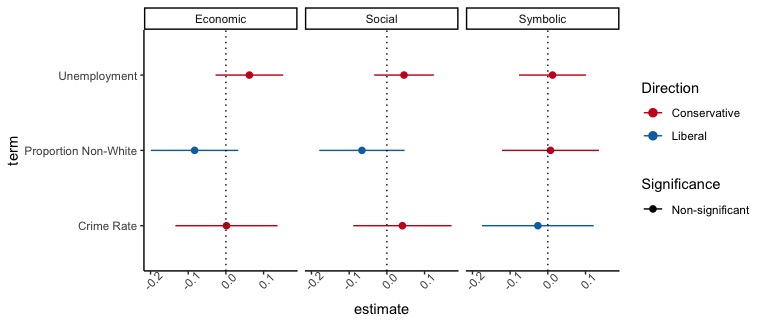 Economic Social Symbolic
Unemployment
Proportion Non-White
Crime Rate
term
-0.2 -0.1 0.0 0.1 -0.2 -0.1 0.0 0.1 -0.2 -0.1 0.0 0.1
estimate
Direction
Conservative
Liberal
Significance
Non-significant